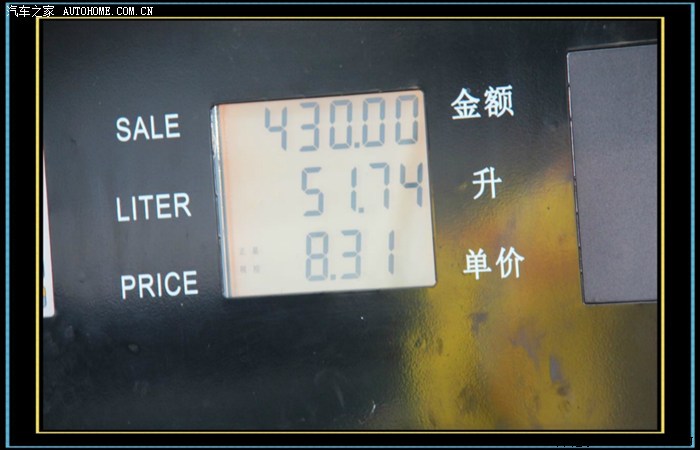 汽车之家 AUTOHOME.COM.CN
SALE 430.00 金额
LITER 51.74 升
PRICE 8.31 单价